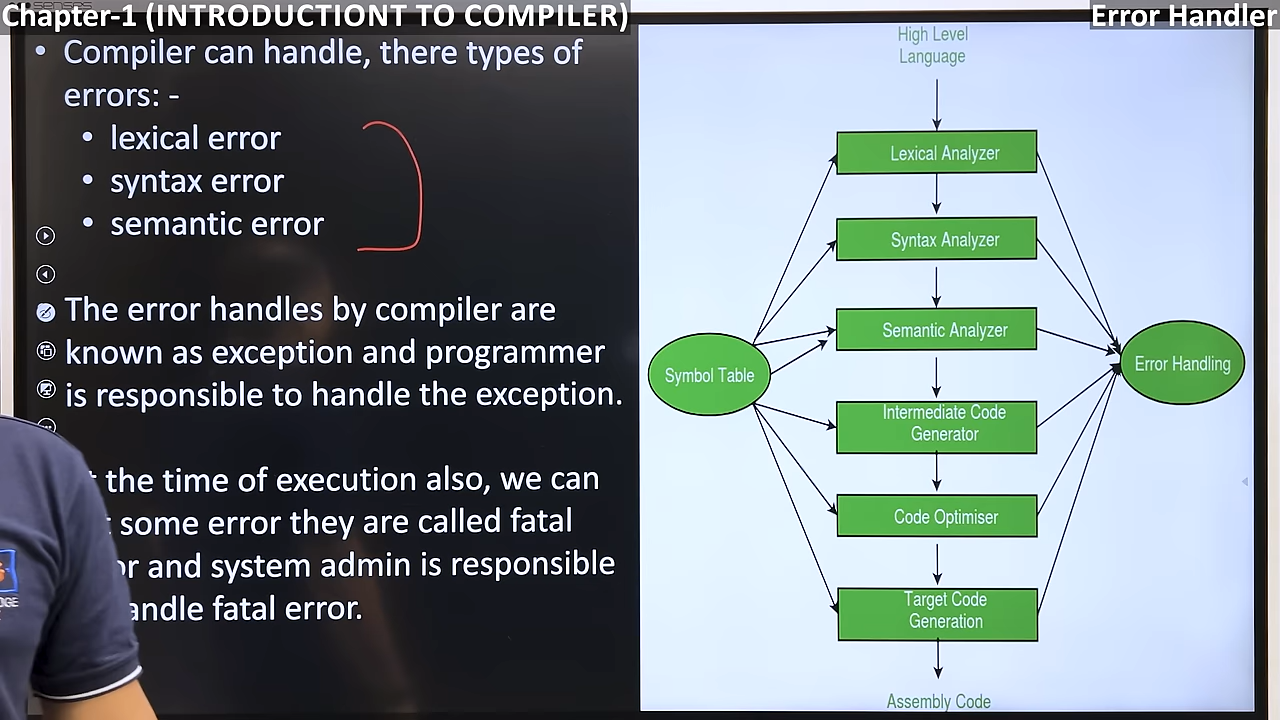 Chapter-1 (INTRODUCTIONT TO COMPILER)
Error Handler
• Compiler can handle, there types of
errors: -
• lexical error
• syntax error
• semantic error
The error handles by compiler are
known as exception and programmer
is responsible to handle the exception.
the time of execution also, we can
some error they are called fatal
and system admin is responsible
handle fatal error.
High Level
Language
Lexical Analyzer
Syntax Analyzer
Semantic Analyzer
Symbol Table
Error Handling
Intermediate Code
Generator
Code Optimiser
Target Code
Generation
Assembly Code